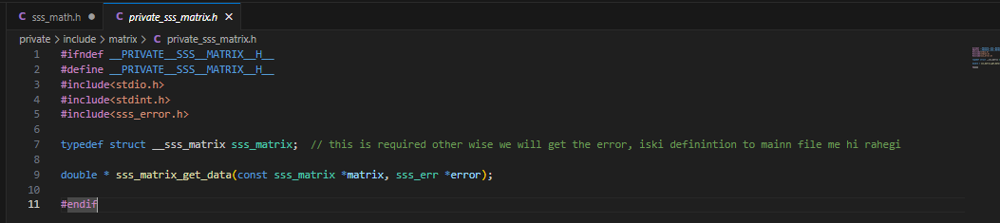 sss_math.h
private_sss_matrix.h
private > include > matrix > C private_sss_matrix.h
1 #ifndef __PRIVATE__SSS__MATRIX__H__
2 #define __PRIVATE__SSS__MATRIX__H__
3 #include<stdio.h>
4 #include<stdint.h>
5 #include<sss_error.h>
6
7 typedef struct __sss_matrix sss_matrix;  // this is required other wise we will get the error, iski definintion to mainn file me hi rahegi
8
9 double * sss_matrix_get_data(const sss_matrix *matrix, sss_err *error);
10
11 #endif